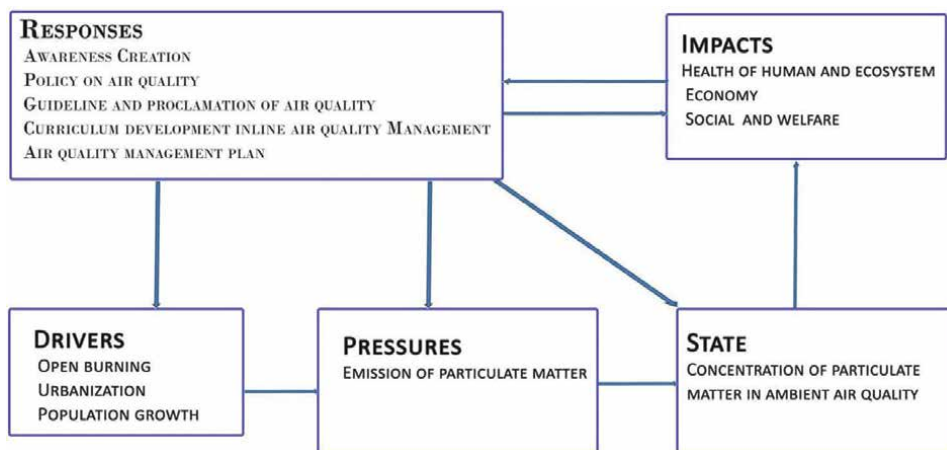 RESPONSES
AWARENESS CREATION
POLICY ON AIR QUALITY
GUIDELINE AND PROCLAMATION OF AIR QUALITY
CURRICULUM DEVELOPMENT INLINE AIR QUALITY MANAGEMENT
AIR QUALITY MANAGEMENT PLAN
IMPACTS
HEALTH OF HUMAN AND ECOSYSTEM
ECONOMY
SOCIAL AND WELFARE
DRIVERS
OPEN BURNING
URBANIZATION
POPULATION GROWTH
PRESSURES
EMISSION OF PARTICULATE MATTER
STATE
CONCENTRATION OF PARTICULATE
MATTER IN AMBIENT AIR QUALITY